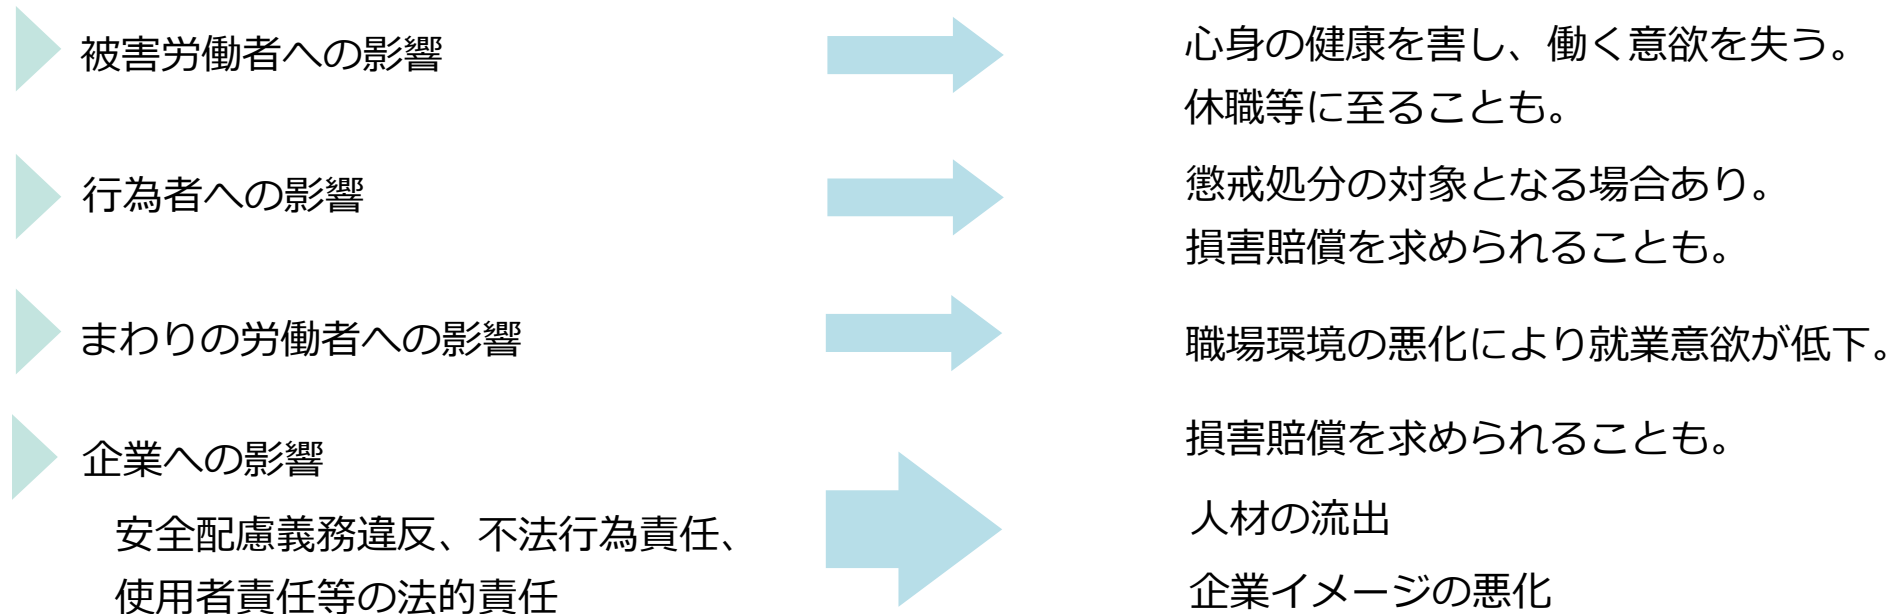 被害労働者への影響
心身の健康を害し、働く意欲を失う。
休職等に至ることも。
行為者への影響
懲戒処分の対象となる場合あり。
損害賠償を求められることも。
まわりの労働者への影響
職場環境の悪化により就業意欲が低下。
企業への影響
安全配慮義務違反、不法行為責任、
使用者責任等の法的責任
損害賠償を求められることも。
人材の流出
企業イメージの悪化